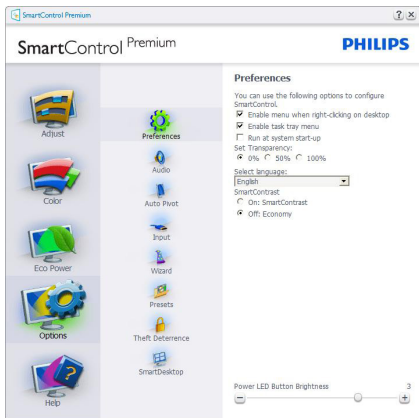 SmartControl Premium
SmartControl Premium
PHILIPS
Adjust
Color
Eco Power
Options
Help
Preferences
Audio
Auto Pivot
Input
Wizard
Presets
Theft Deterrence
SmartDesktop
Preferences
You can use the following options to configure
SmartControl.
Enable menu when right-clicking on desktop
Enable task tray menu
Run at system start-up
Set Transparency:
0% 50% 100%
Select language:
English
SmartContrast
On: SmartContrast
Off: Economy
Power LED Button Brightness 3